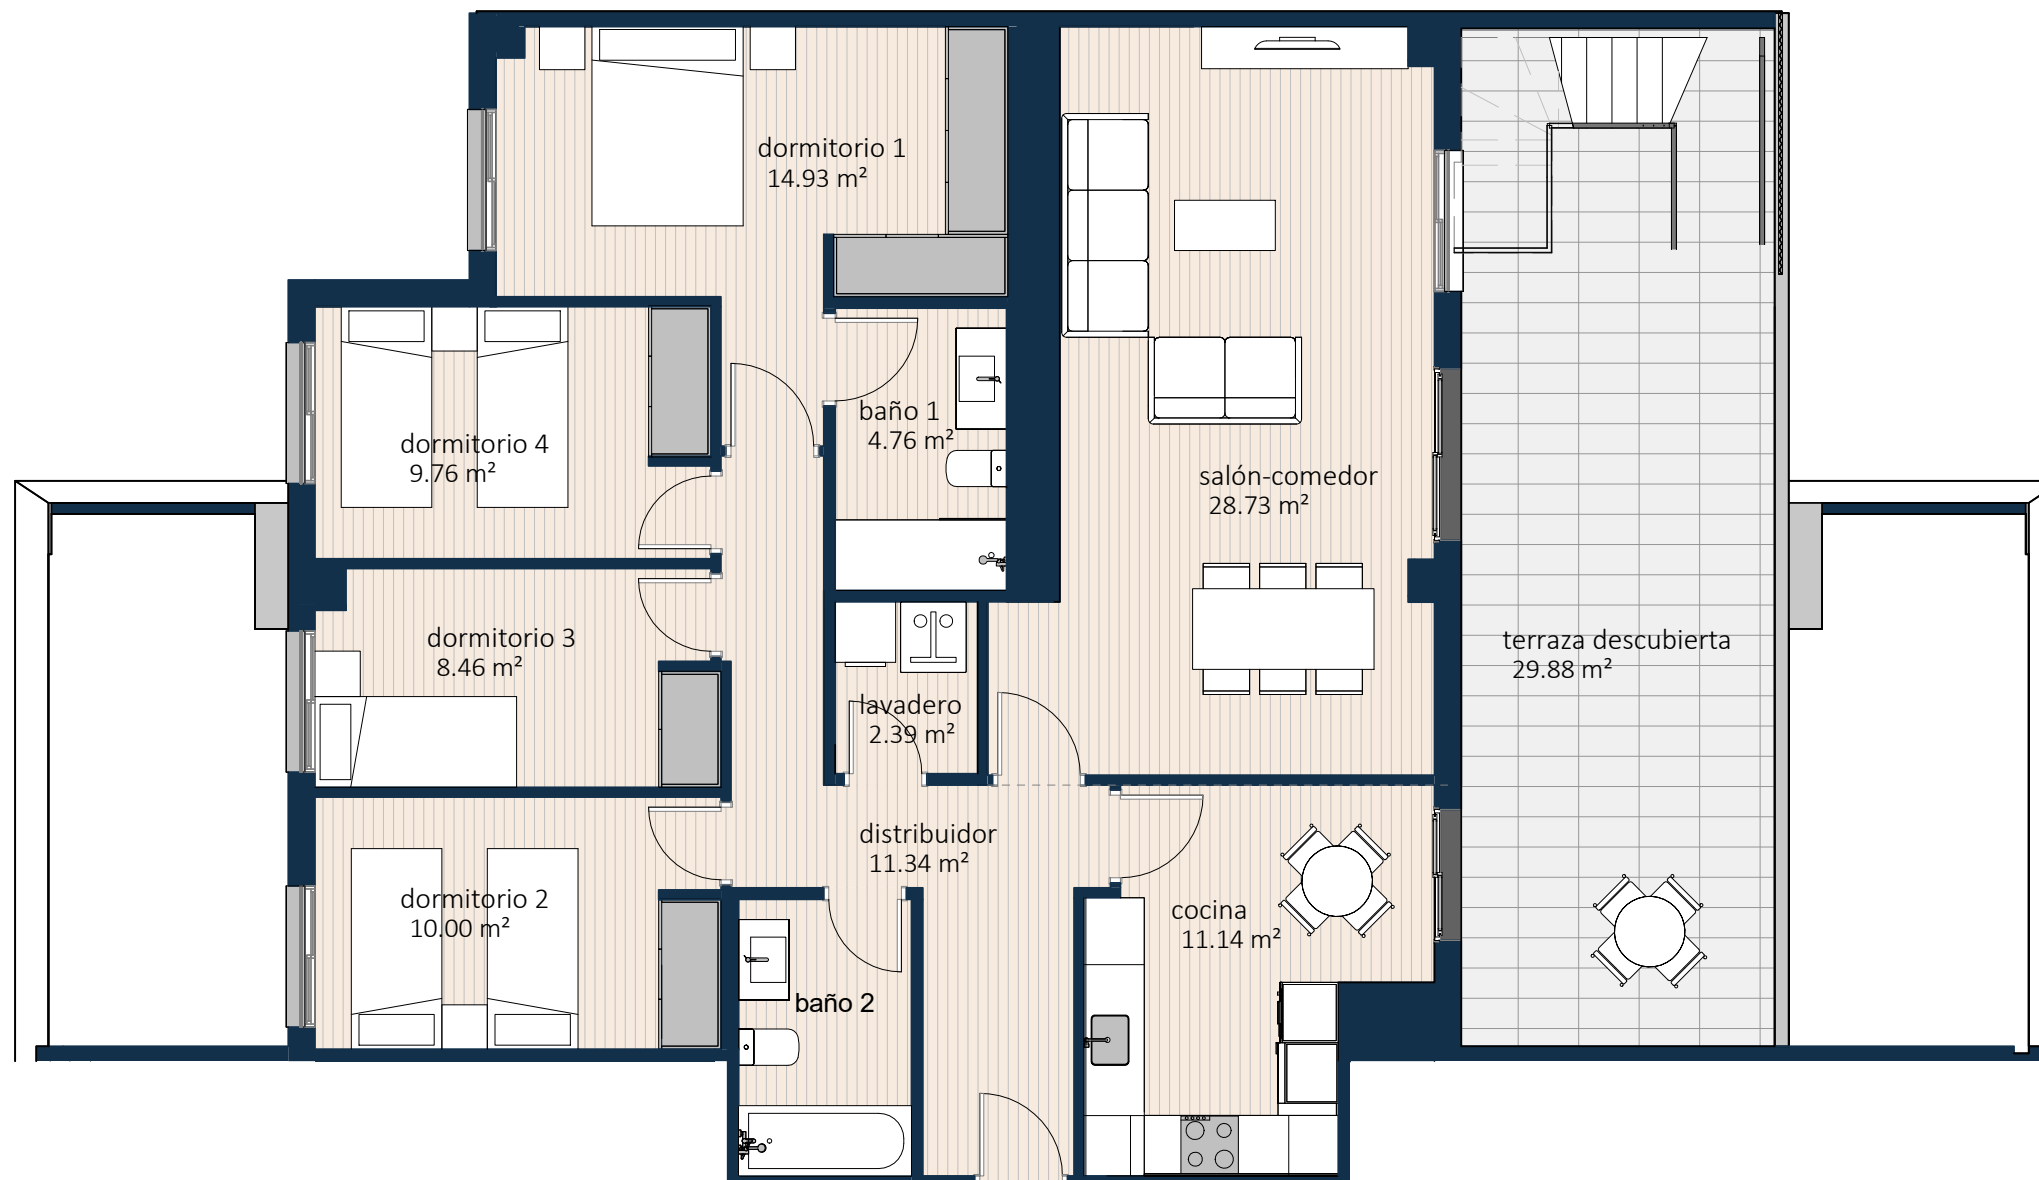 dormitorio 1
14.93 m²
dormitorio 4
9.76 m²
baño 1
4.76 m²
salón-comedor
28.73 m²
dormitorio 3
8.46 m²
terraza descubierta
29.88 m²
lavadero
2.39 m²
distribuidor
11.34 m²
dormitorio 2
10.00 m²
cocina
11.14 m²
baño 2